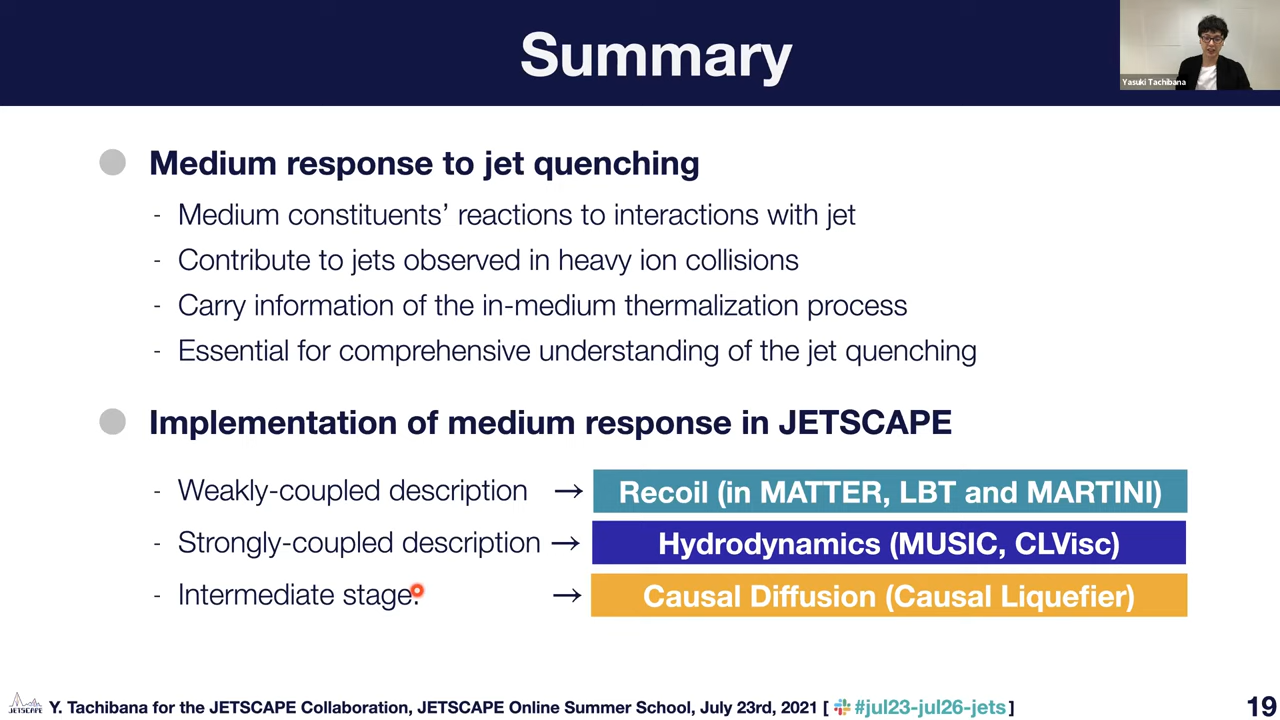 Summary
Yasuki Tachibana
Medium response to jet quenching
- Medium constituents’ reactions to interactions with jet
- Contribute to jets observed in heavy ion collisions
- Carry information of the in-medium thermalization process
- Essential for comprehensive understanding of the jet quenching
Implementation of medium response in JETSCAPE
- Weakly-coupled description → Recoil (in MATTER, LBT and MARTINI)
- Strongly-coupled description → Hydrodynamics (MUSIC, CLVisc)
- Intermediate stage: → Causal Diffusion (Causal Liquefier)
JETSCAPE Y. Tachibana for the JETSCAPE Collaboration, JETSCAPE Online Summer School, July 23rd, 2021 [ #jul23-jul26-jets ] 19